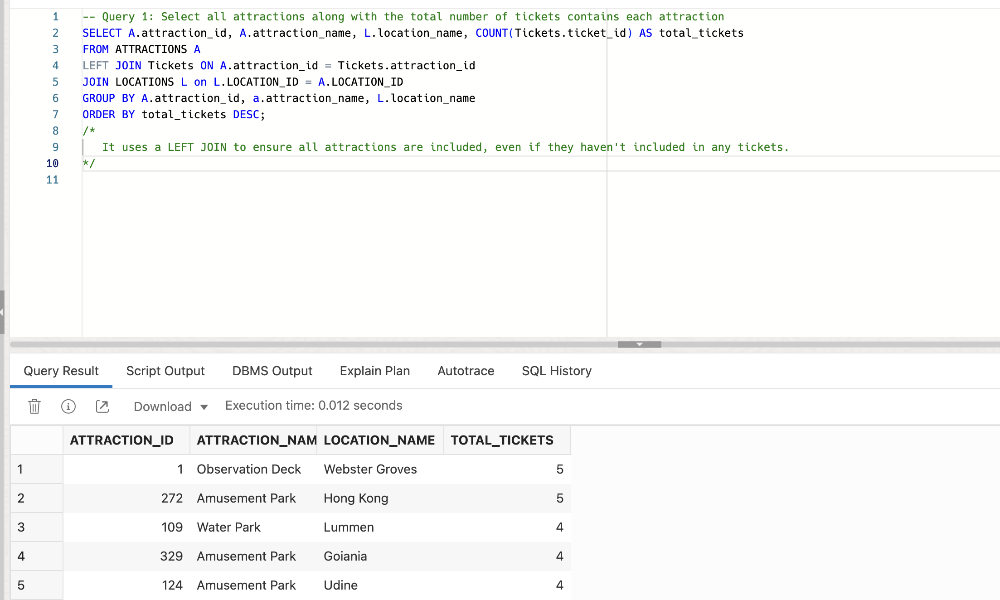 1 -- Query 1: Select all attractions along with the total number of tickets contains each attraction
2 SELECT A.attraction_id, A.attraction_name, L.location_name, COUNT(Tickets.ticket_id) AS total_tickets
3 FROM ATTRACTIONS A
4 LEFT JOIN Tickets ON A.attraction_id = Tickets.attraction_id
5 JOIN LOCATIONS L on L.LOCATION_ID = A.LOCATION_ID
6 GROUP BY A.attraction_id, a.attraction_name, L.location_name
7 ORDER BY total_tickets DESC;
8 /*
9 It uses a LEFT JOIN to ensure all attractions are included, even if they haven't included in any tickets.
10 */
11
Query Result Script Output DBMS Output Explain Plan Autotrace SQL History
Download Execution time: 0.012 seconds
ATTRACTION_ID ATTRACTION_NAM LOCATION_NAME TOTAL_TICKETS
1 1 Observation Deck Webster Groves 5
2 272 Amusement Park Hong Kong 5
3 109 Water Park Lummen 4
4 329 Amusement Park Goiania 4
5 124 Amusement Park Udine 4